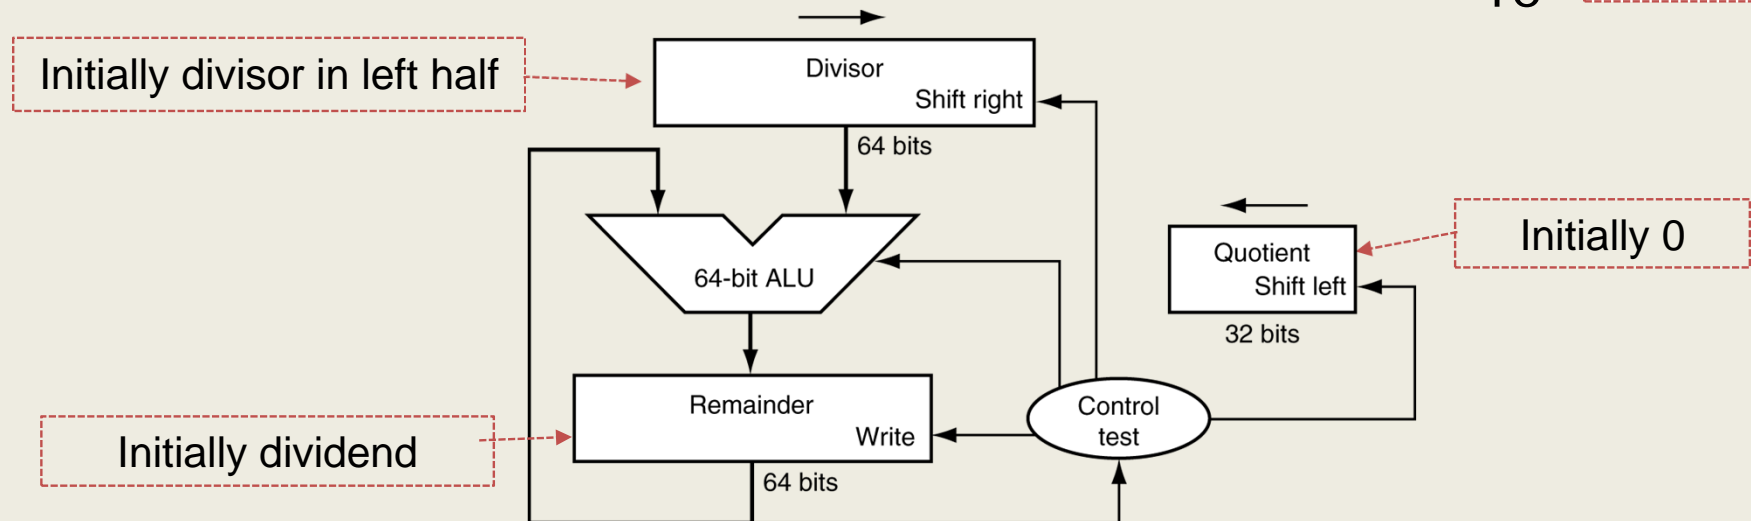 Initially divisor in left half
Divisor
Shift right
64 bits
64-bit ALU
Quotient
Shift left
32 bits
Initially 0
Remainder
Write
64 bits
Control
test
Initially dividend